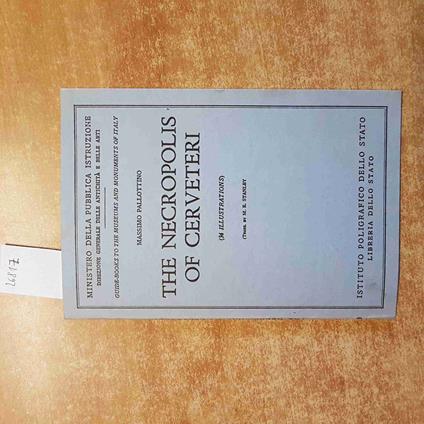 MINISTERO DELLA PUBBLICA ISTRUZIONE
DIREZIONE GENERALE DELLE ANTICHITÀ E BELLE ARTI
GUIDE-BOOKS TO THE MUSEUMS AND MONUMENTS OF ITALY
MASSIMO PALLOTTINO
THE NECROPOLIS
OF CERVETERI
(34 ILLUSTRATIONS)
(TRANS. BY M. E. STANLEY)
ISTITUTO POLIGRAFICO DELLO STATO
LIBRERIA DELLO STATO
26817